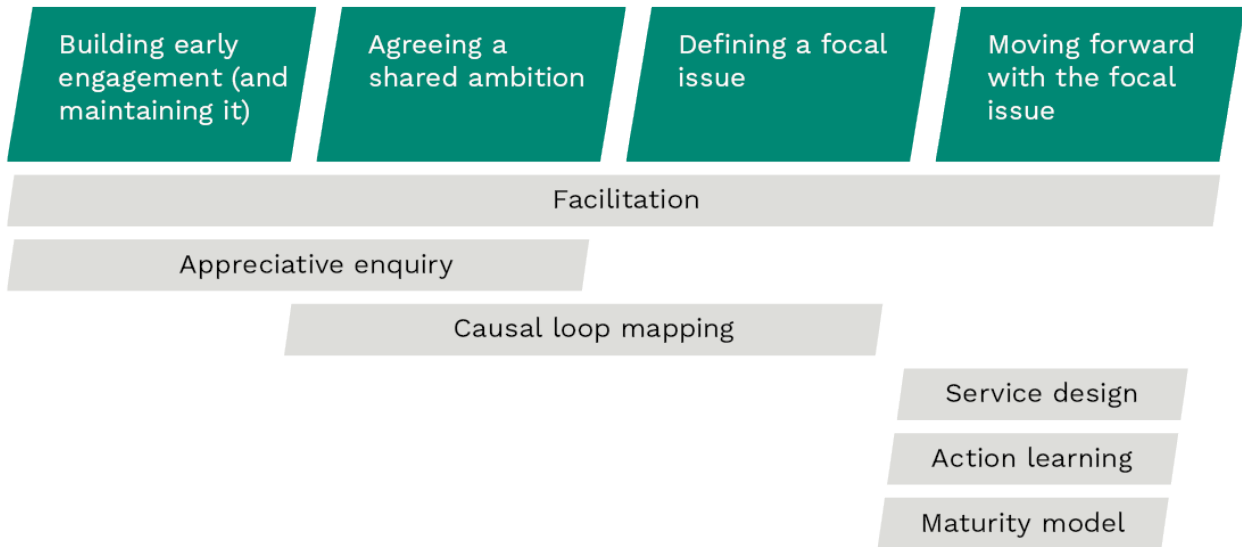 Building early
engagement (and
maintaining it)
Agreeing a
shared ambition
Defining a focal
issue
Moving forward
with the focal
issue
Facilitation
Appreciative enquiry
Causal loop mapping
Service design
Action learning
Maturity model